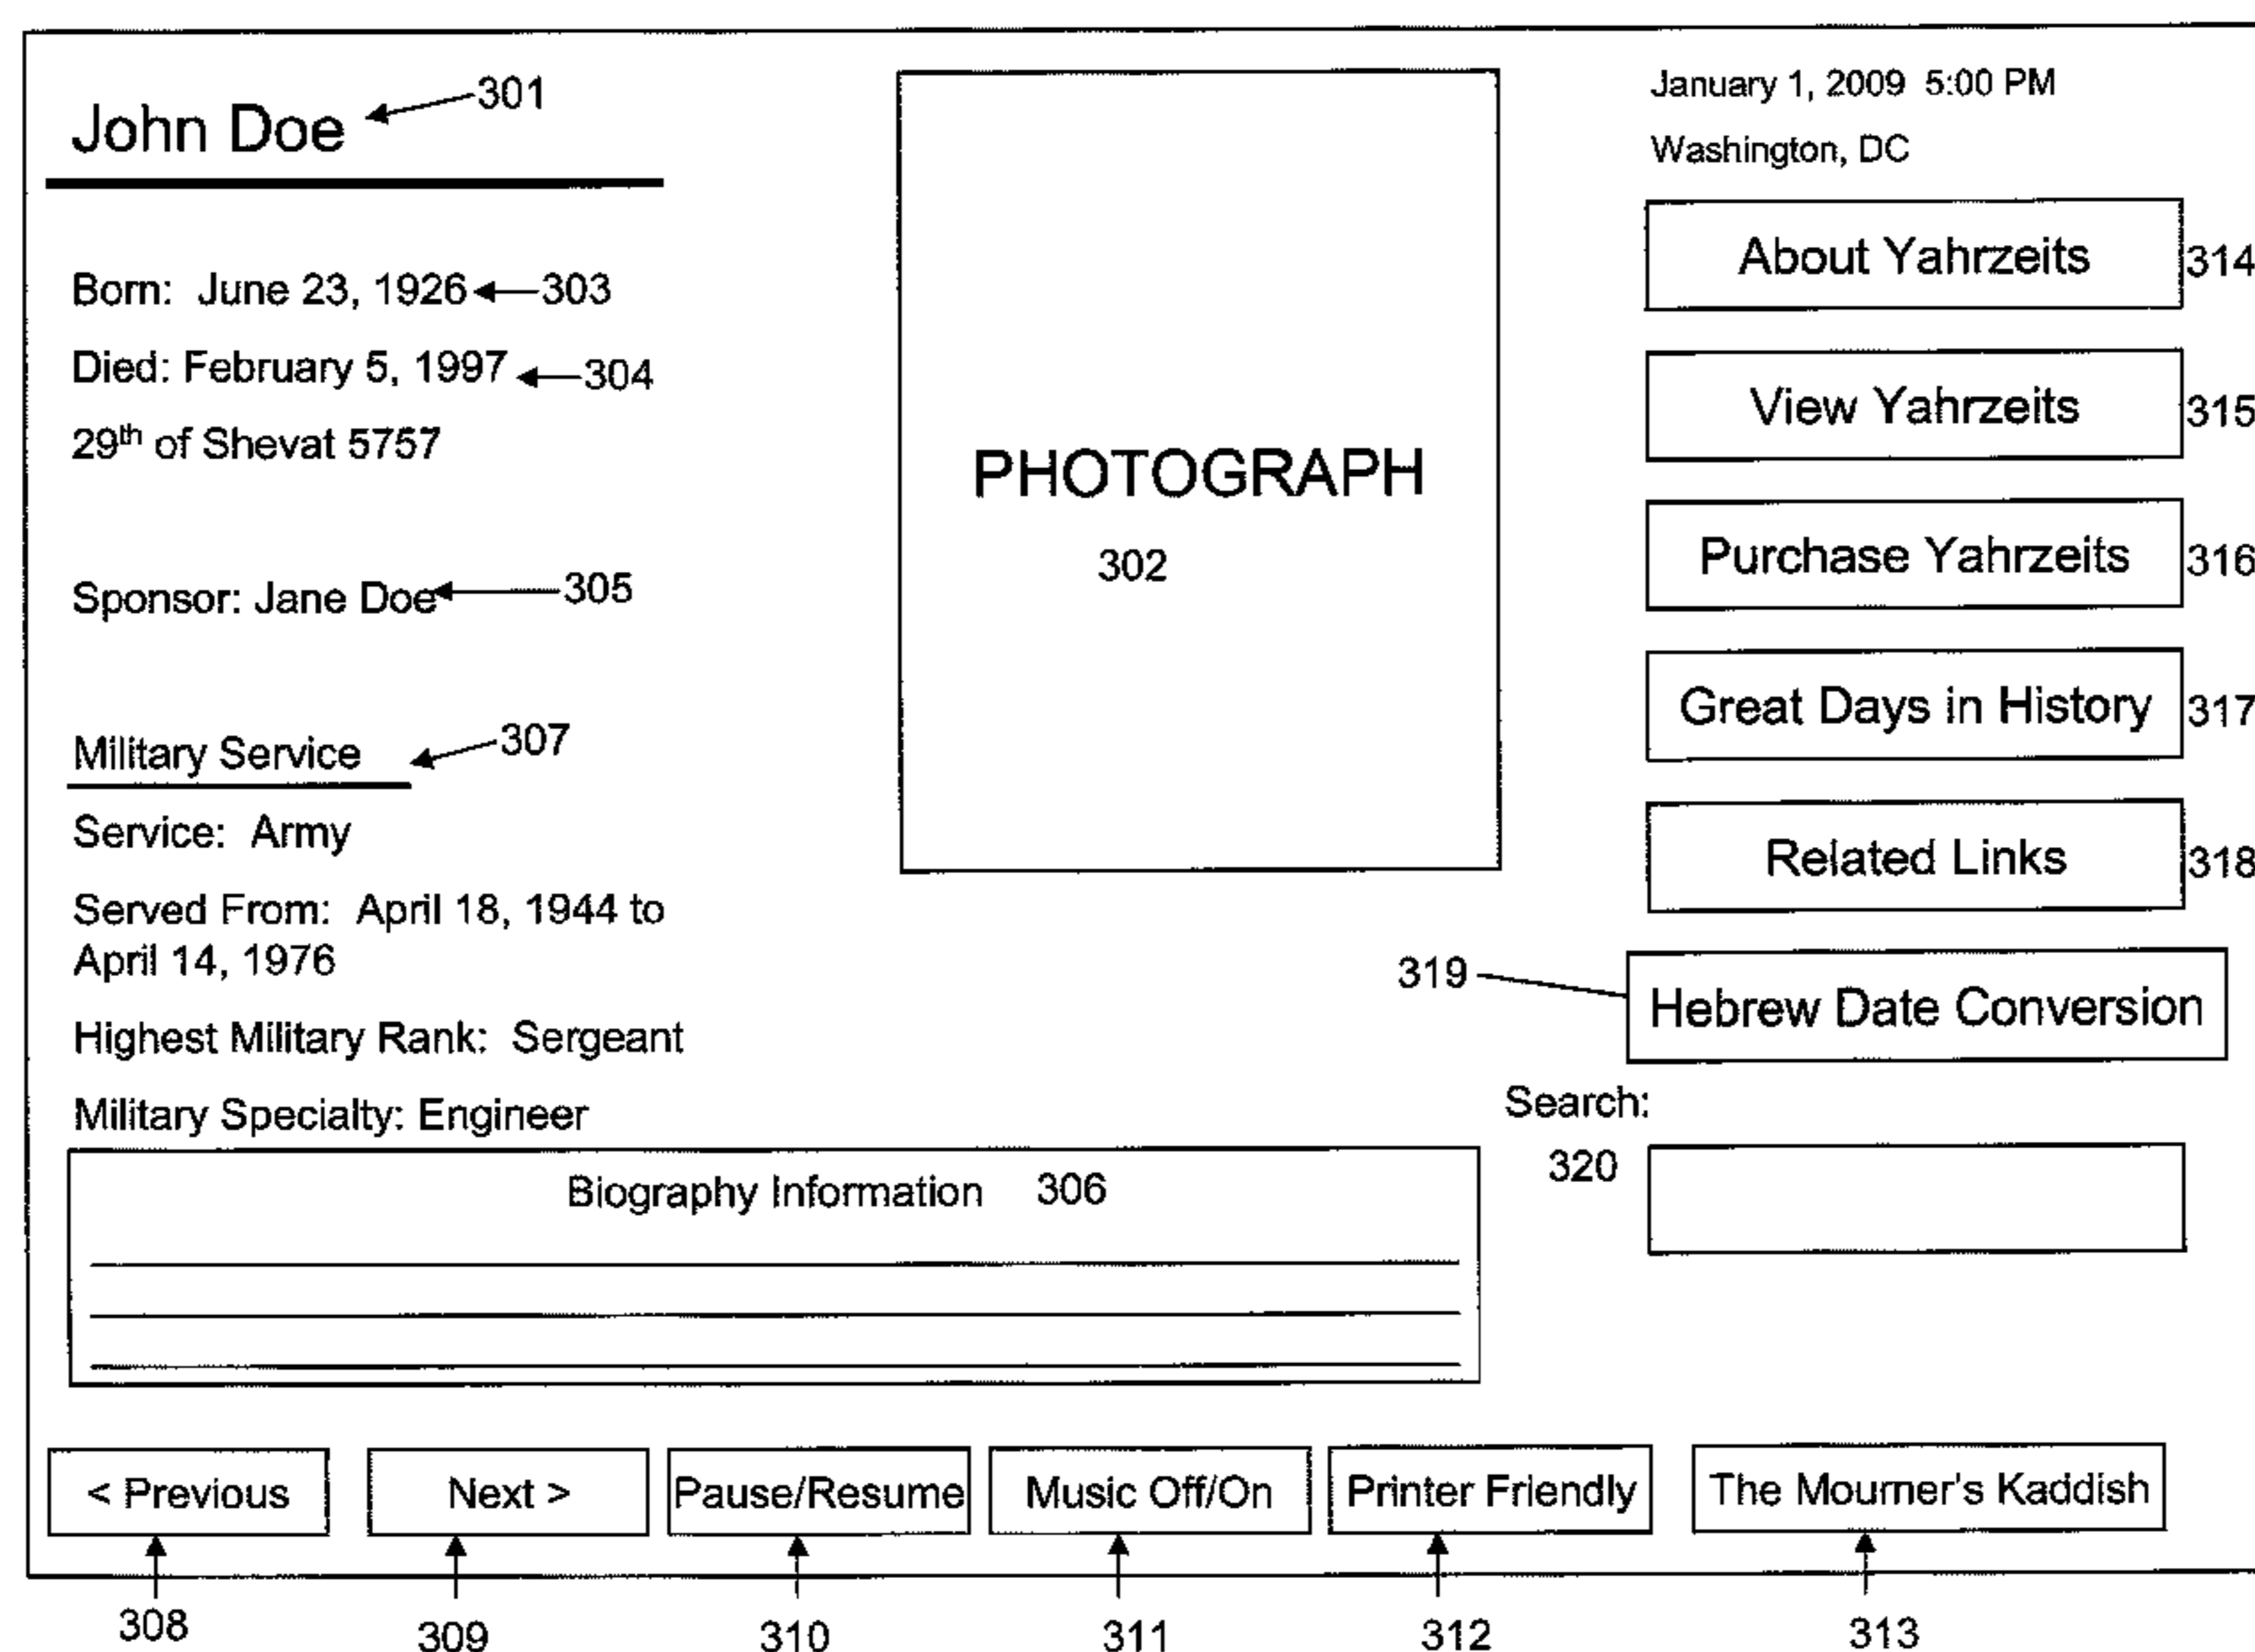 John Doe
301
Born: June 23, 1926
303
Died: February 5, 1997
304
29th of Shevat 5757
Sponsor: Jane Doe
305
Military Service
307
Service: Army
Served From: April 18, 1944 to
April 14, 1976
Highest Military Rank: Sergeant
Military Specialty: Engineer
PHOTOGRAPH
302
January 1, 2009 5:00 PM
Washington, DC
About Yahrzeits
314
View Yahrzeits
315
Purchase Yahrzeits
316
Great Days in History
317
Related Links
318
319
Hebrew Date Conversion
Search:
320
Biography Information 306
< Previous
Next >
Pause/Resume
Music Off/On
Printer Friendly
The Mourner's Kaddish
308
309
310
311
312
313